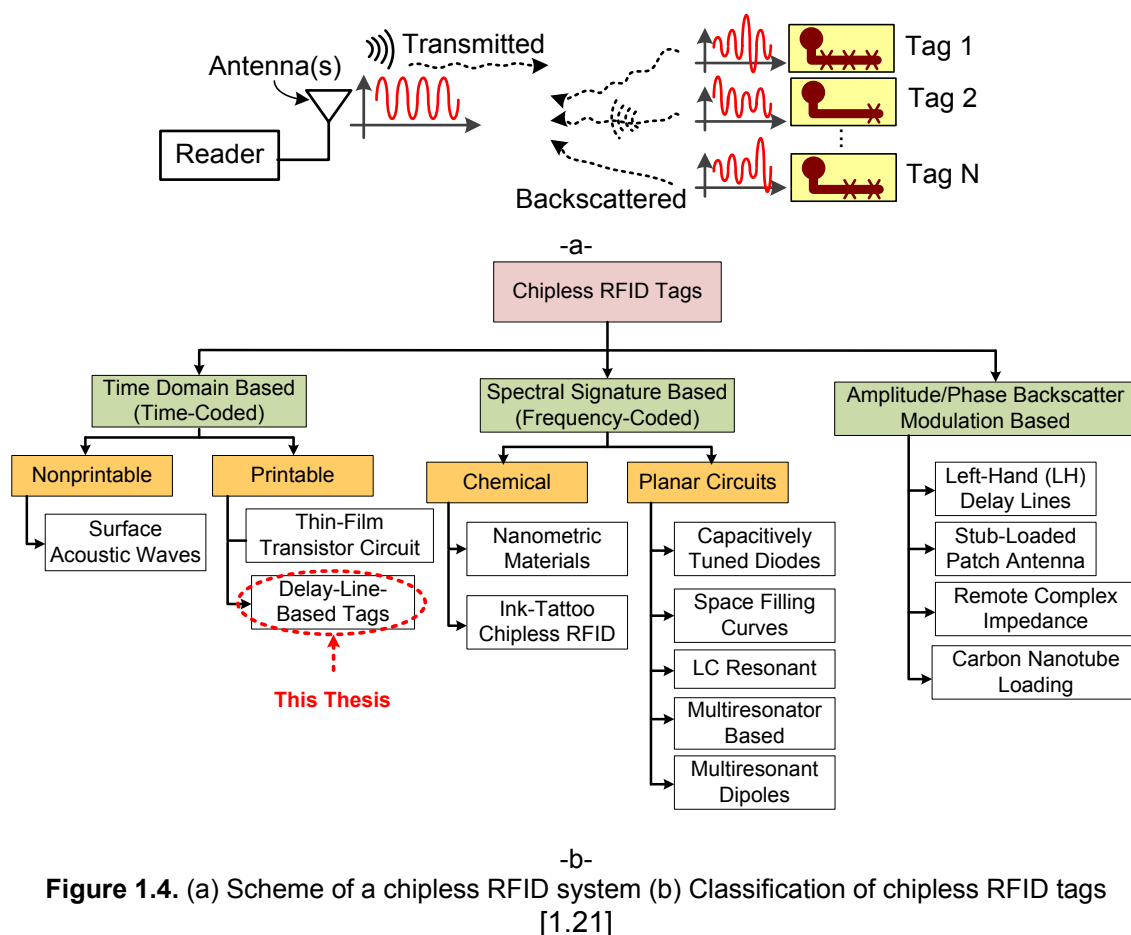 Transmitted
Antenna(s)
Reader
Backscattered
Tag 1
Tag 2
Tag N
-a-
Chipless RFID Tags
Time Domain Based
(Time-Coded)
Spectral Signature Based
(Frequency-Coded)
Amplitude/Phase Backscatter
Modulation Based
Nonprintable
Printable
Chemical
Planar Circuits
Surface
Acoustic Waves
Thin-Film
Transistor Circuit
Delay-Line-
Based Tags
This Thesis
Nanometric
Materials
Ink-Tattoo
Chipless RFID
Capacitively
Tuned Diodes
Space Filling
Curves
LC Resonant
Multiresonator
Based
Multiresonant
Dipoles
Left-Hand (LH)
Delay Lines
Stub-Loaded
Patch Antenna
Remote Complex
Impedance
Carbon Nanotube
Loading
-b-
Figure 1.4. (a) Scheme of a chipless RFID system (b) Classification of chipless RFID tags
[1.21]